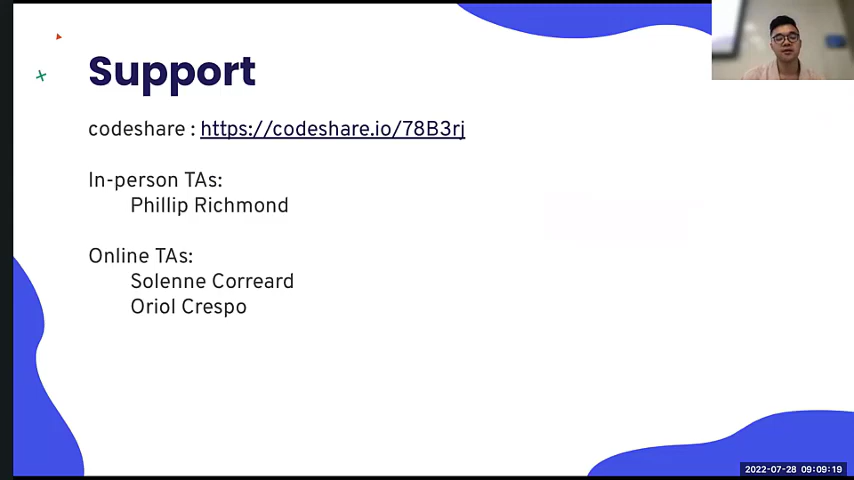 Support
codeshare : https://codeshare.io/78B3rj
In-person TAs:
Phillip Richmond
Online TAs:
Solenne Correard
Oriol Crespo
2022-07-28 09:09:19